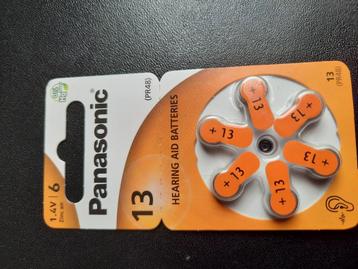 Panasonic
1.4V
6
Zinc air
13
(PR48)
HEARING AID BATTERIES
13
(PR48)
+ 13
+ 13
+ 13
+ 13
+ 13
+ 13